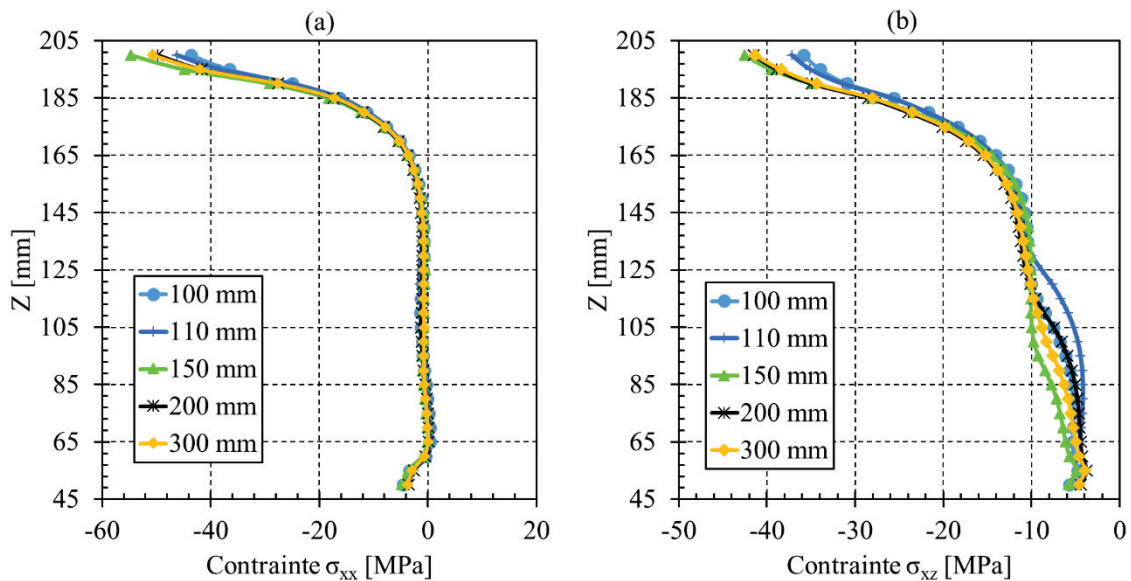 (a)
205
185
165
145
125
105
85
65
45
Z [mm]
100 mm
110 mm
150 mm
200 mm
300 mm
-60 -40 -20 0 20
Contrainte σxx [MPa]
(b)
205
185
165
145
125
105
85
65
45
Z [mm]
100 mm
110 mm
150 mm
200 mm
300 mm
-50 -40 -30 -20 -10 0
Contrainte σxz [MPa]